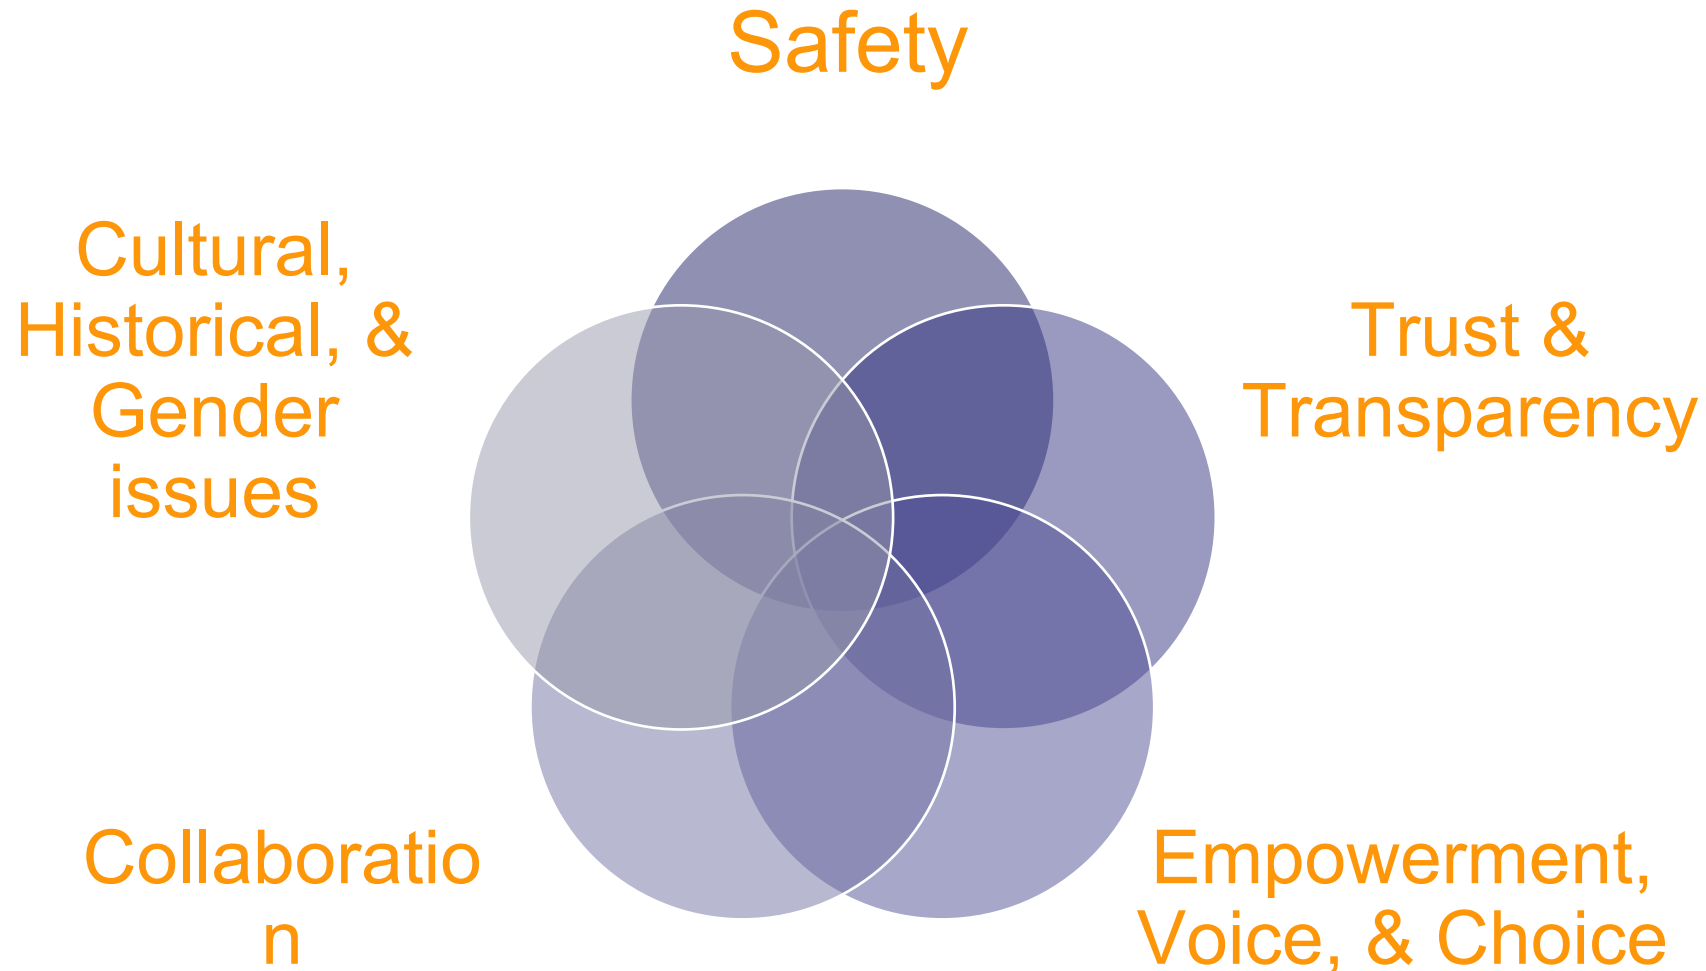 Safety
Cultural,
Historical, &
Gender
issues
Trust &
Transparency
Collaboratio
n
Empowerment,
Voice, & Choice